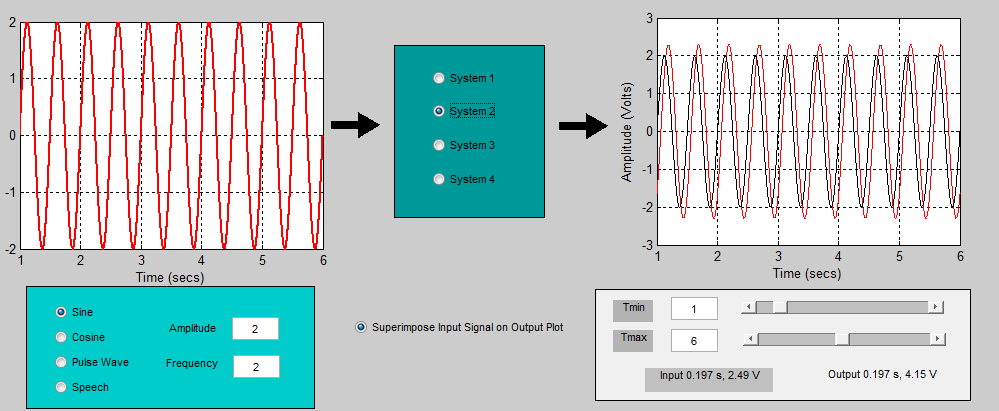 2
1
0
-1
-2
1 2 3 4 5 6
Time (secs)
System 1
System 2
System 3
System 4
3
2
1
0
-1
-2
-3
Amplitude (Volts)
1 2 3 4 5 6
Time (secs)
Sine
Cosine
Pulse Wave
Speech
Amplitude 2
Frequency 2
Superimpose Input Signal on Output Plot
Tmin 1
Tmax 6
Input 0.197 s, 2.49 V
Output 0.197 s, 4.15 V